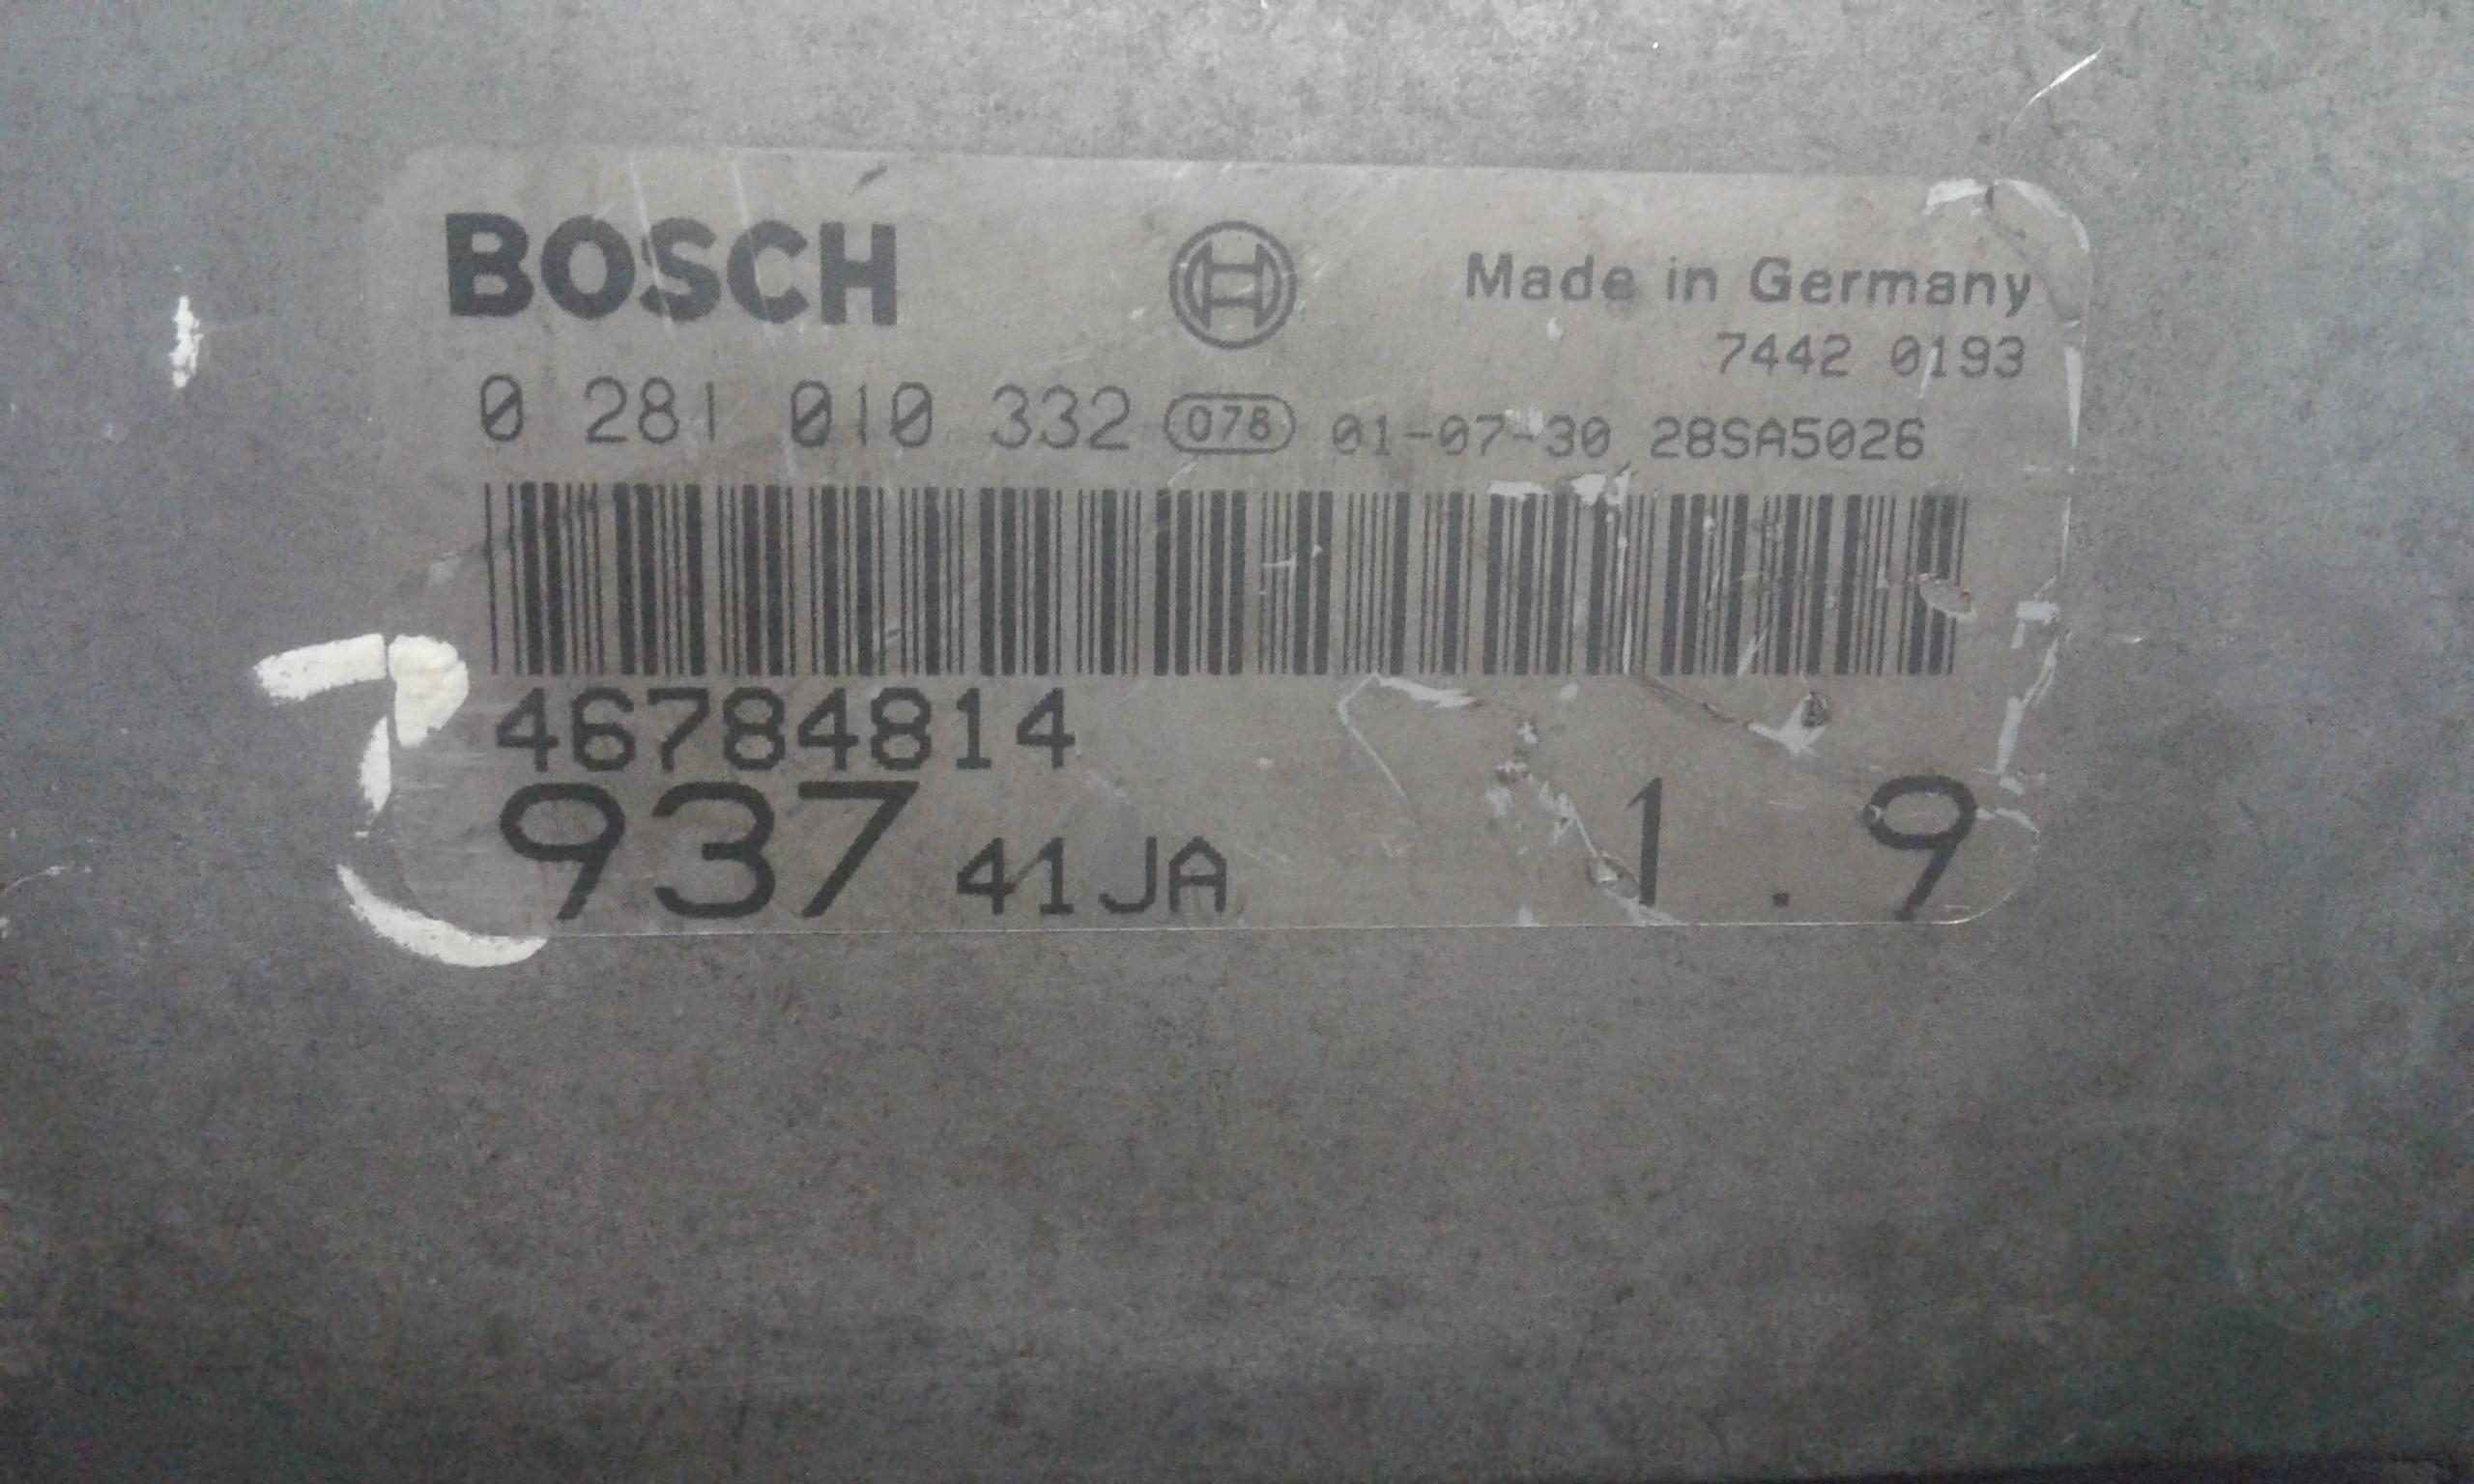 BOSCH Made in Germany
7442 0193
0 281 010 332 078 01-07-30 28SA5026
46784814
937 41JA 1.9